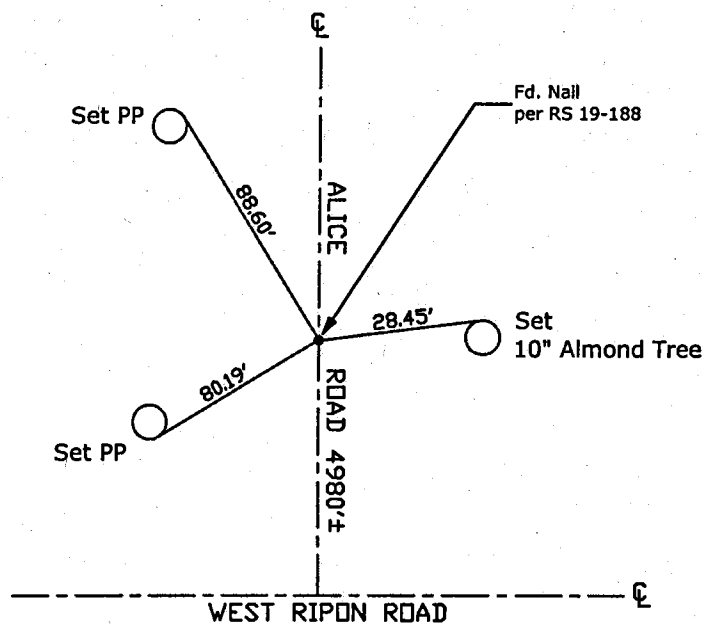 ℄
Fd. Nail
per RS 19-188
Set PP
88.60'
ALICE
28.45'
Set
10" Almond Tree
80.19'
ROAD 4980'±
Set PP
℄
WEST RIPON ROAD